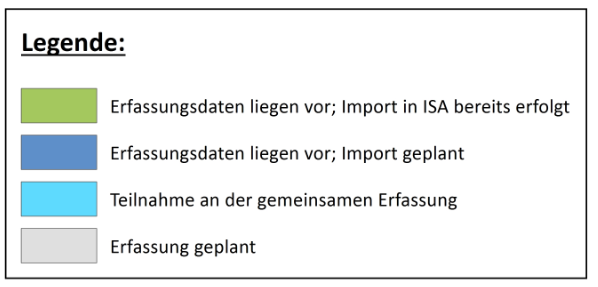 Legende:
Erfassungsdaten liegen vor; Import in ISA bereits erfolgt
Erfassungsdaten liegen vor; Import geplant
Teilnahme an der gemeinsamen Erfassung
Erfassung geplant